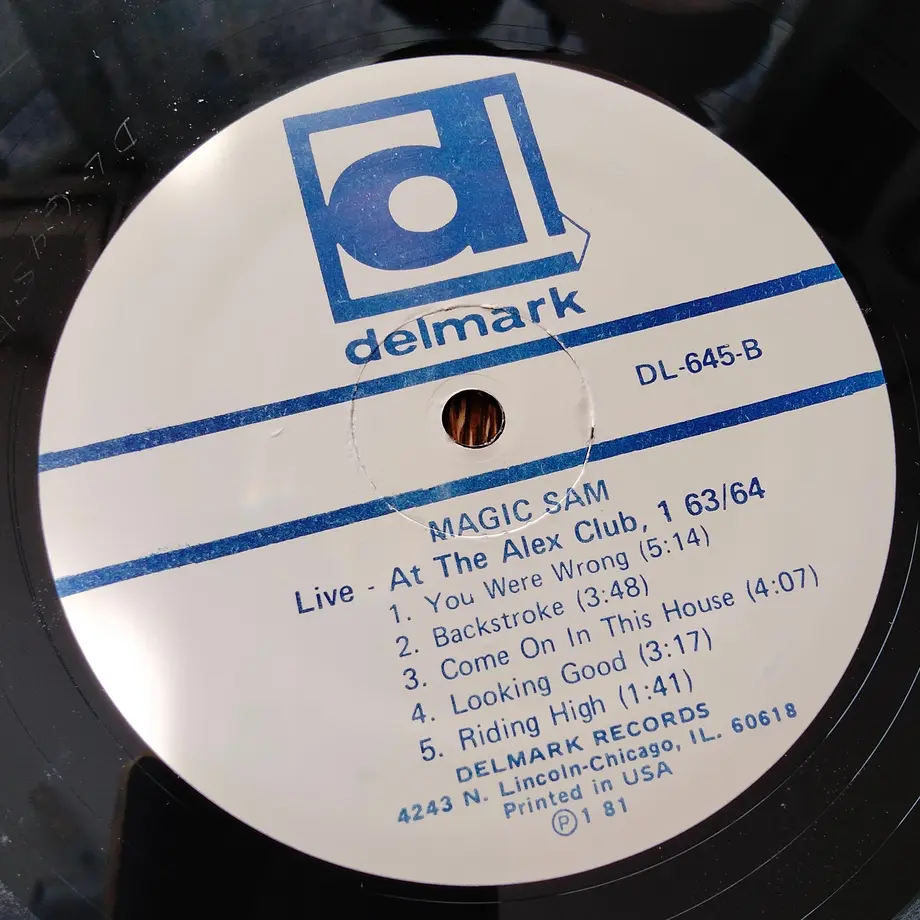 dl
delmark
DL-645-B
MAGIC SAM
Live - At The Alex Club, 1 63/64
1. You Were Wrong (5:14)
2. Backstroke (3:48)
3. Come On In This House (4:07)
4. Looking Good (3:17)
5. Riding High (1:41)
DELMARK RECORDS
4243 N. Lincoln-Chicago, IL. 60618
Printed in USA
Ⓟ1 81